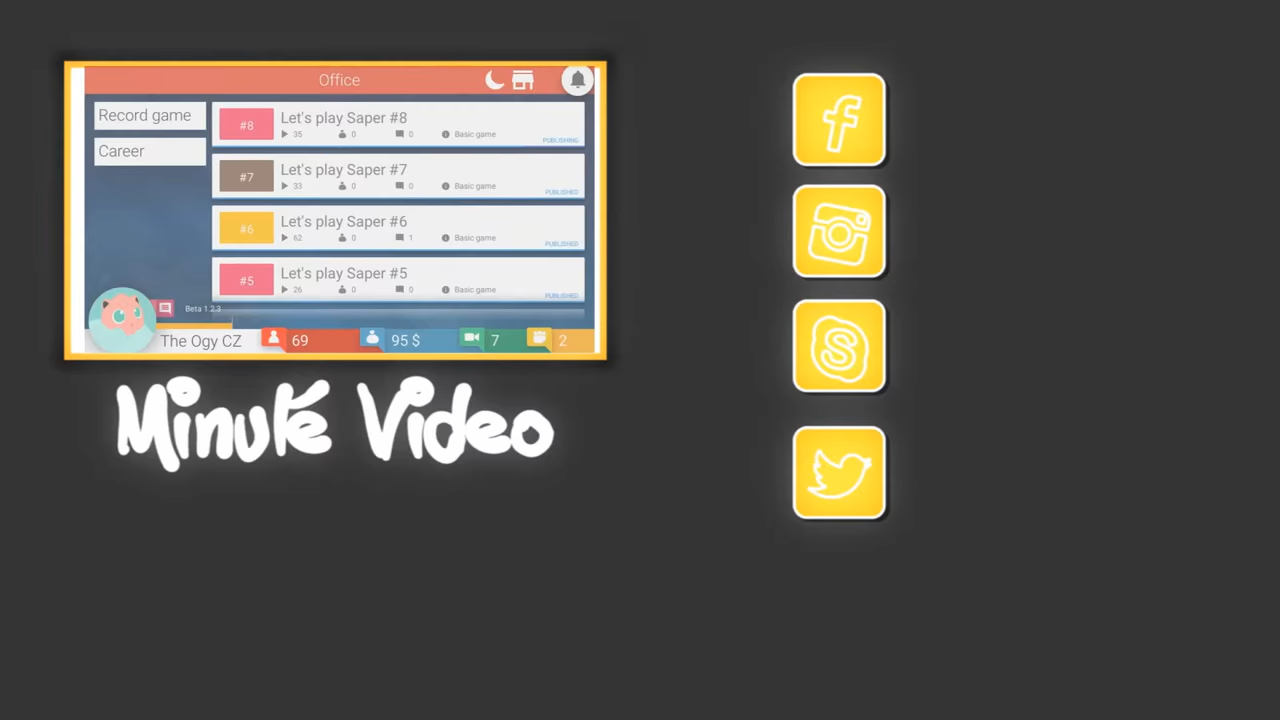 Office
Record game
Career
#8
Let's play Saper #8
35 0 0 Basic game
PUBLISHING
#7
Let's play Saper #7
33 0 0 Basic game
PUBLISHED
#6
Let's play Saper #6
62 0 1 Basic game
PUBLISHED
#5
Let's play Saper #5
26 0 0 Basic game
PUBLISHED
Beta 1.2.3
The Ogy CZ 69 95 $ 7 2
Minule Video